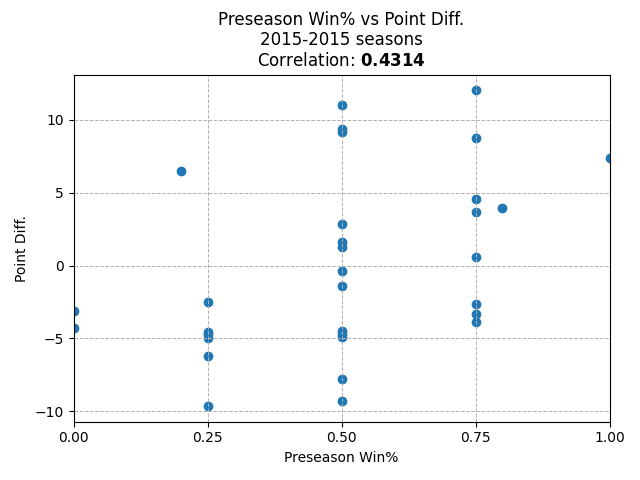 Preseason Win% vs Point Diff.
2015-2015 seasons
Correlation: 0.4314
10
5
0
−5
−10
Point Diff.
0.00 0.25 0.50 0.75 1.00
Preseason Win%